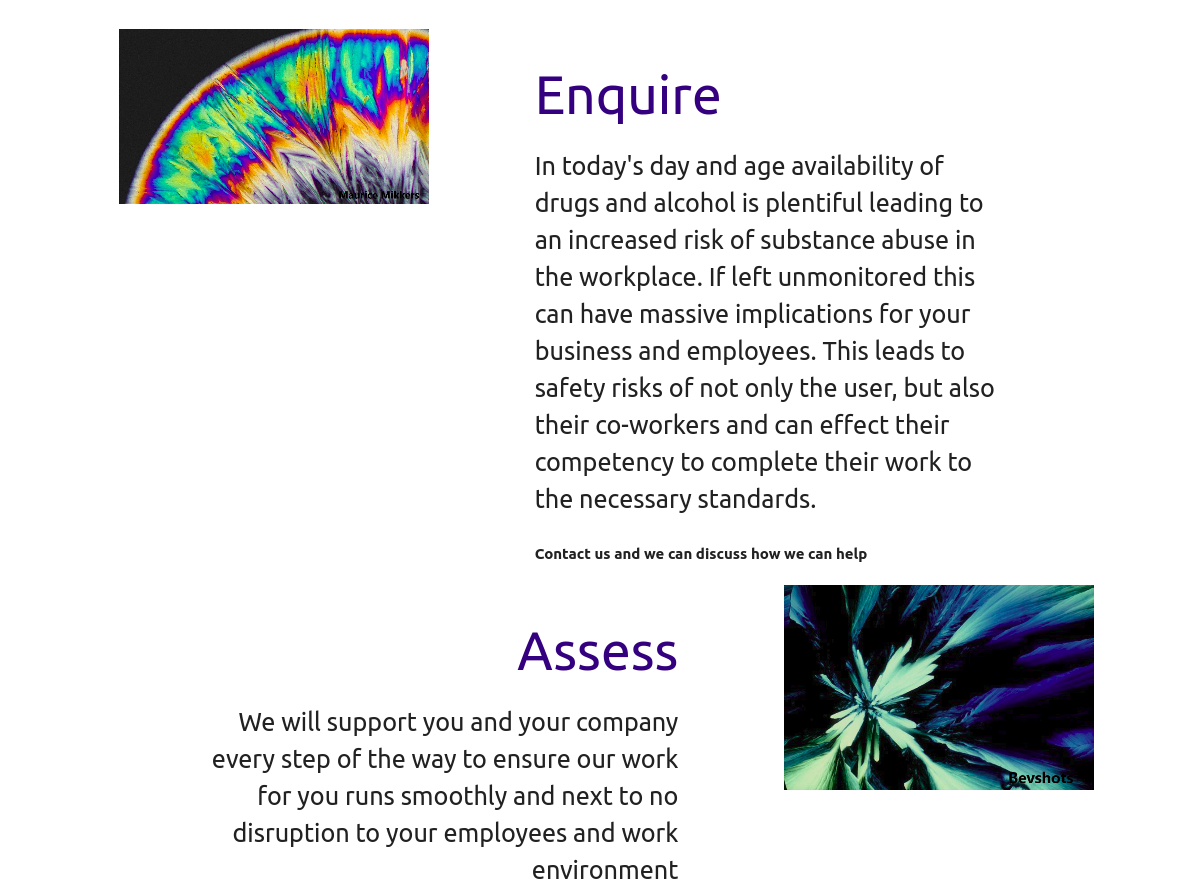 Maurice Mikkers
Enquire
In today's day and age availability of
drugs and alcohol is plentiful leading to
an increased risk of substance abuse in
the workplace. If left unmonitored this
can have massive implications for your
business and employees. This leads to
safety risks of not only the user, but also
their co-workers and can effect their
competency to complete their work to
the necessary standards.
Contact us and we can discuss how we can help
Assess
We will support you and your company
every step of the way to ensure our work
for you runs smoothly and next to no
disruption to your employees and work
environment
Bevshots